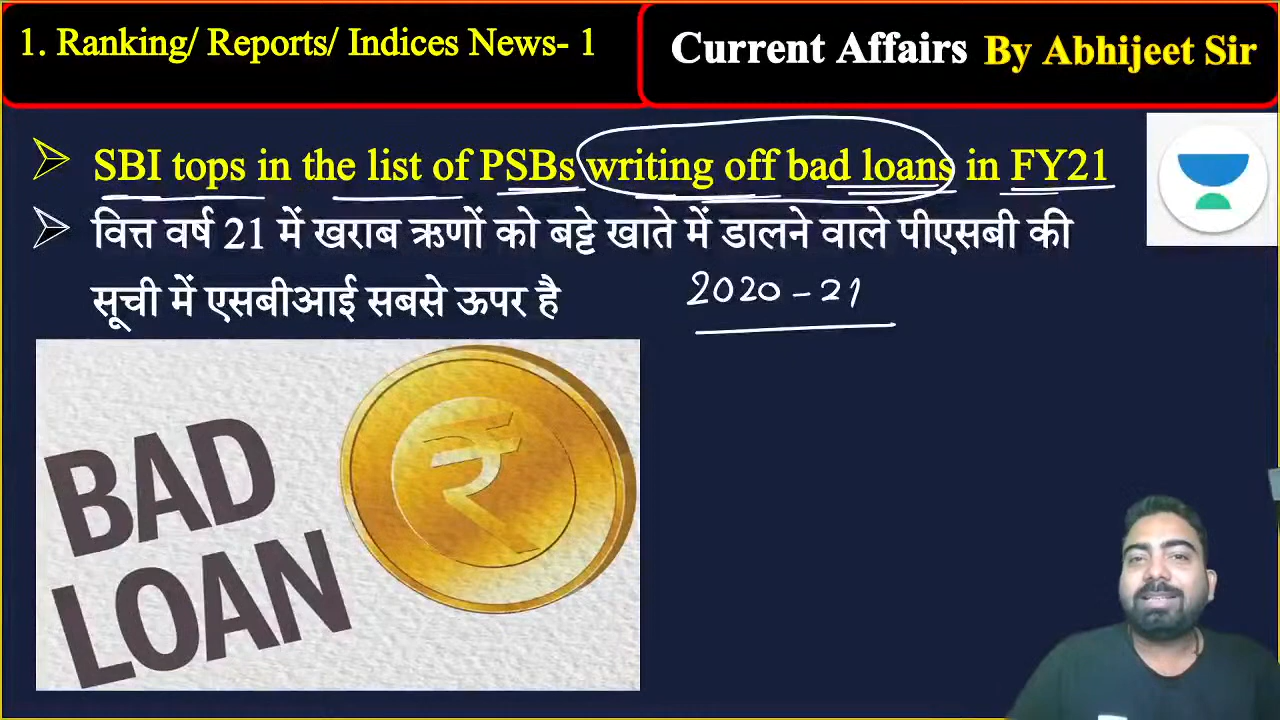 1. Ranking/ Reports/ Indices News- 1
Current Affairs By Abhijeet Sir
SBI tops in the list of PSBs writing off bad loans in FY21
वित्त वर्ष 21 में खराब ऋणों को बट्टे खाते में डालने वाले पीएसबी की
सूची में एसबीआई सबसे ऊपर है
2020-21
BAD
LOAN